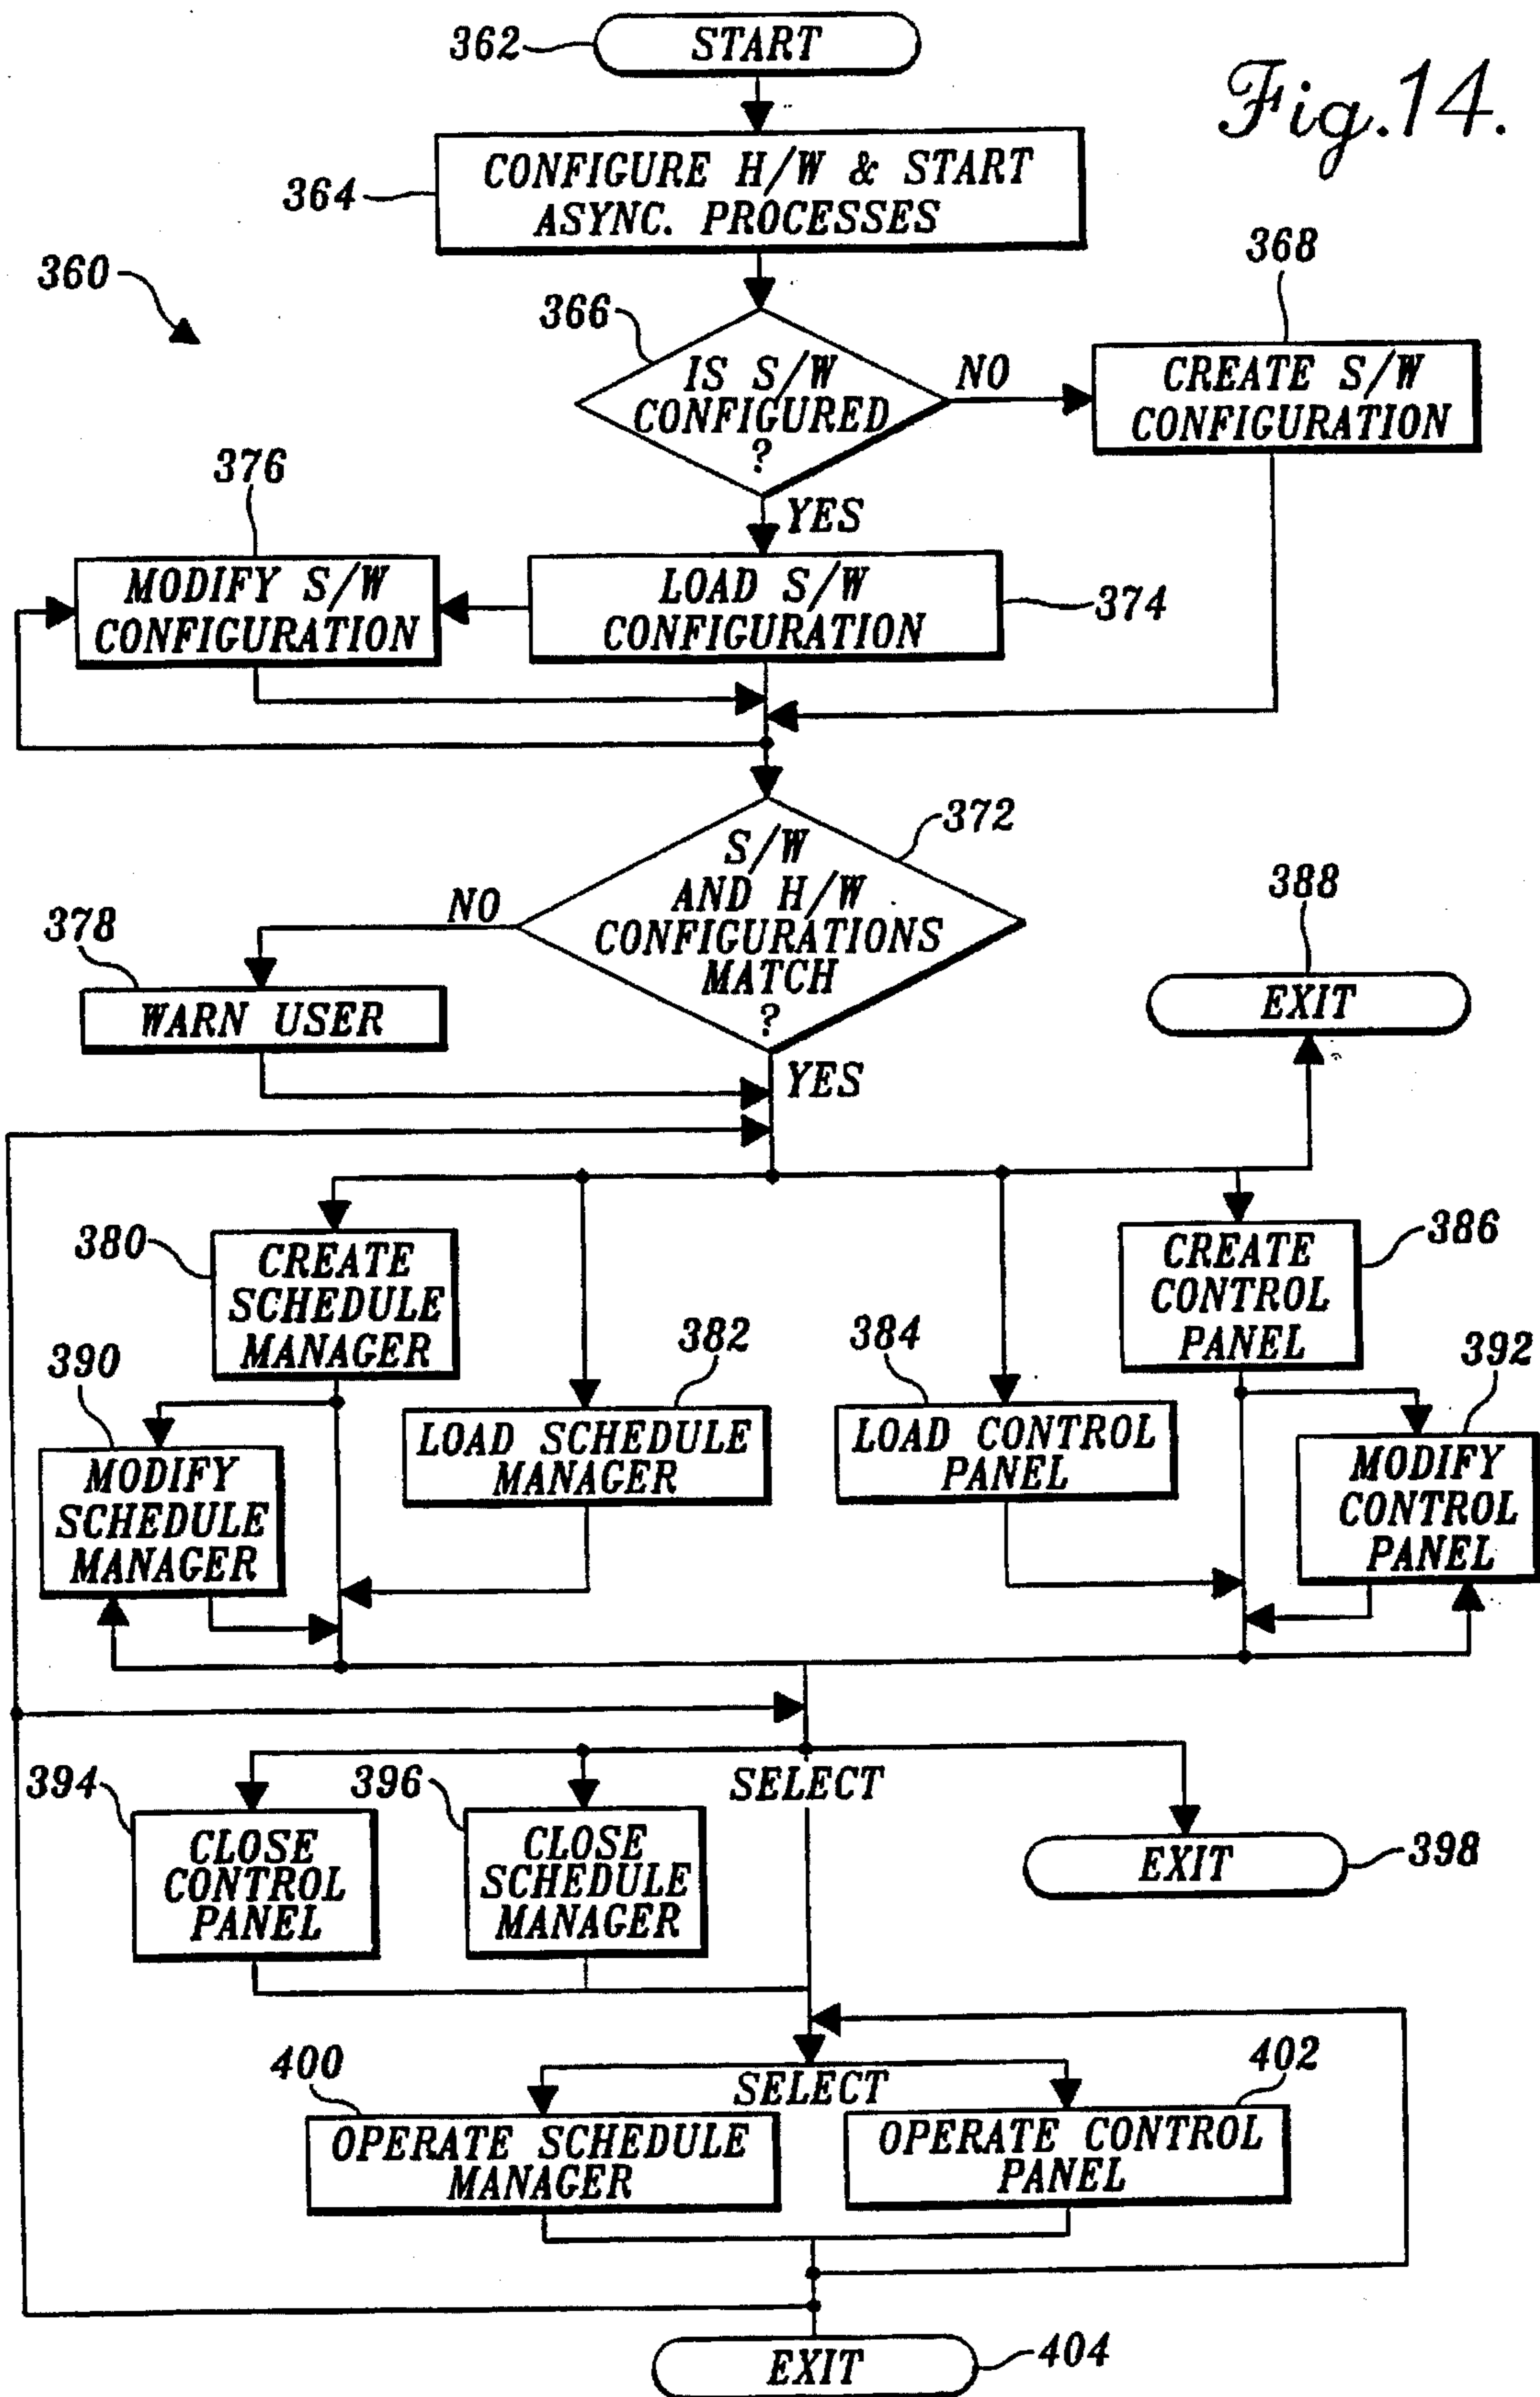 362
START
Fig.14.
364
CONFIGURE H/W & START
ASYNC. PROCESSES
360
366
368
IS S/W
CONFIGURED
?
NO
CREATE S/W
CONFIGURATION
YES
376
MODIFY S/W
CONFIGURATION
LOAD S/W
CONFIGURATION
374
372
S/W
AND H/W
CONFIGURATIONS
MATCH
?
NO
378
WARN USER
YES
388
EXIT
380
CREATE
SCHEDULE
MANAGER
386
CREATE
CONTROL
PANEL
390
MODIFY
SCHEDULE
MANAGER
382
LOAD SCHEDULE
MANAGER
384
LOAD CONTROL
PANEL
392
MODIFY
CONTROL
PANEL
394
CLOSE
CONTROL
PANEL
396
CLOSE
SCHEDULE
MANAGER
SELECT
EXIT
398
400
SELECT
402
OPERATE SCHEDULE
MANAGER
OPERATE CONTROL
PANEL
EXIT
404